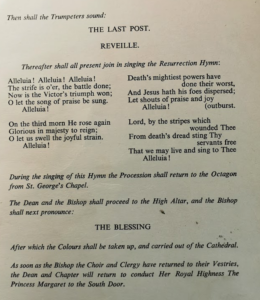 Then shall the Trumpeters sound:
THE LAST POST.
REVEILLE.
Thereafter shall all present join in singing the Resurrection Hymn:
Alleluia! Alleluia! Alleluia!
The strife is o'er, the battle done;
Now is the Victor's triumph won;
O let the song of praise be sung.
Alleluia!
On the third morn He rose again
Glorious in majesty to reign;
O let us swell the joyful strain.
Alleluia!
Death's mightiest powers have
done their worst,
And Jesus hath his foes dispersed;
Let shouts of praise and joy
Alleluia! (outburst.
Lord, by the stripes which
wounded Thee
From death's dread sting Thy
servants free
That we may live and sing to Thee
Alleluia!
During the singing of this Hymn the Procession shall return to the Octagon
from St. George's Chapel.
The Dean and the Bishop shall proceed to the High Altar, and the Bishop
shall next pronounce:
THE BLESSING
After which the Colours shall be taken up, and carried out of the Cathedral.
As soon as the Bishop the Choir and Clergy have returned to their Vestries,
the Dean and Chapter will return to conduct Her Royal Highness The
Princess Margaret to the South Door.